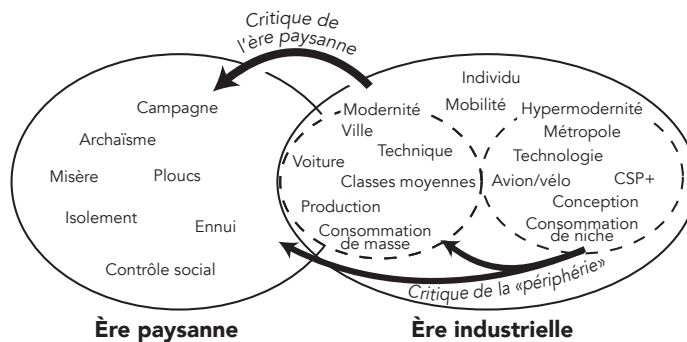 Critique de
l'ère paysanne
Campagne
Archaïsme
Misère
Ploucs
Isolement
Ennui
Contrôle social
Individu
Mobilité
Modernité
Ville
Technique
Voiture
Classes moyennes
Production
Consommation
de masse
Hypermodernité
Métropole
Technologie
Avion/vélo
CSP+
Conception
Consommation
de niche
Critique de la «périphérie»
Ère paysanne
Ère industrielle